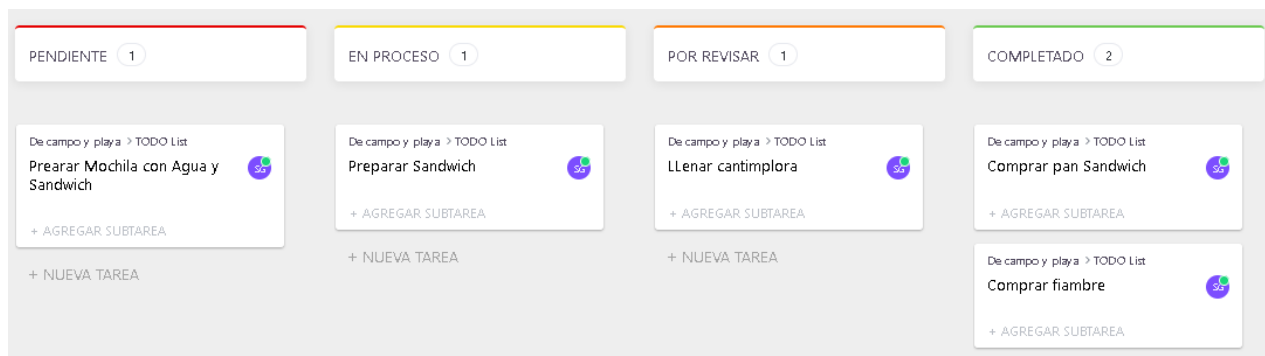 PENDIENTE 1
EN PROCESO 1
POR REVISAR 1
COMPLETADO 2
De campo y playa > TODO List
Prearar Mochila con Agua y
Sandwich
SG
+ AGREGAR SUBTAREA
+ NUEVA TAREA
De campo y playa > TODO List
Preparar Sandwich
SG
+ AGREGAR SUBTAREA
+ NUEVA TAREA
De campo y playa > TODO List
LLenar cantimplora
SG
+ AGREGAR SUBTAREA
+ NUEVA TAREA
De campo y playa > TODO List
Comprar pan Sandwich
SG
+ AGREGAR SUBTAREA
De campo y playa > TODO List
Comprar fiambre
SG
+ AGREGAR SUBTAREA